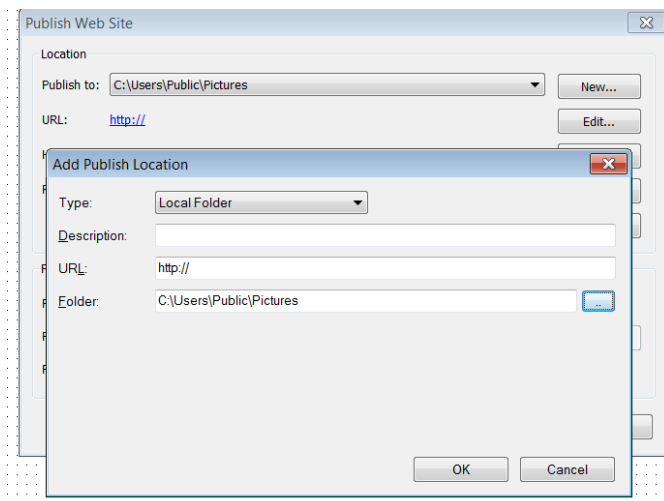 Publish Web Site
Location
Publish to: C:\Users\Public\Pictures New...
URL: http:// Edit...
Add Publish Location
Type: Local Folder
Description:
URL: http://
Folder: C:\Users\Public\Pictures ..
OK Cancel